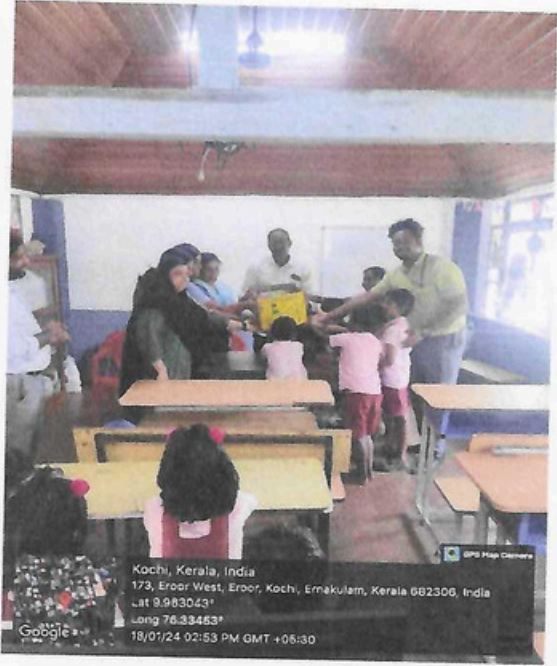 GPS Map Camera
Kochi, Kerala, India
173, Eroor West, Eroor, Kochi, Ernakulam, Kerala 682306, India
Lat 9.983043°
Long 76.33453°
18/01/24 02:53 PM GMT +05:30
Google